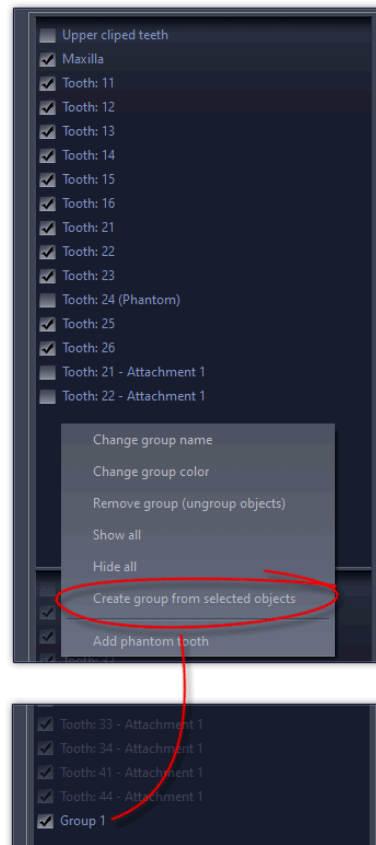 Upper cliped teeth
Maxilla
Tooth: 11
Tooth: 12
Tooth: 13
Tooth: 14
Tooth: 15
Tooth: 16
Tooth: 21
Tooth: 22
Tooth: 23
Tooth: 24 (Phantom)
Tooth: 25
Tooth: 26
Tooth: 21 - Attachment 1
Tooth: 22 - Attachment 1
Change group name
Change group color
Remove group (ungroup objects)
Show all
Hide all
Create group from selected objects
Add phantom tooth
Tooth: 33 - Attachment 1
Tooth: 34 - Attachment 1
Tooth: 41 - Attachment 1
Tooth: 44 - Attachment 1
Group 1